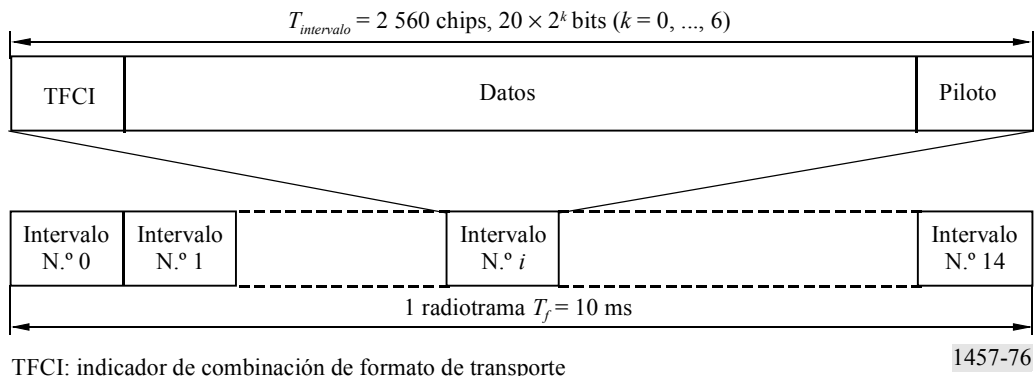 T_intervalo = 2 560 chips, 20 × 2^k bits (k = 0, ..., 6)
TFCI
Datos
Piloto
Intervalo
N.º 0
Intervalo
N.º 1
Intervalo
N.º i
Intervalo
N.º 14
1 radiotrama T_f = 10 ms
TFCI: indicador de combinación de formato de transporte
1457-76